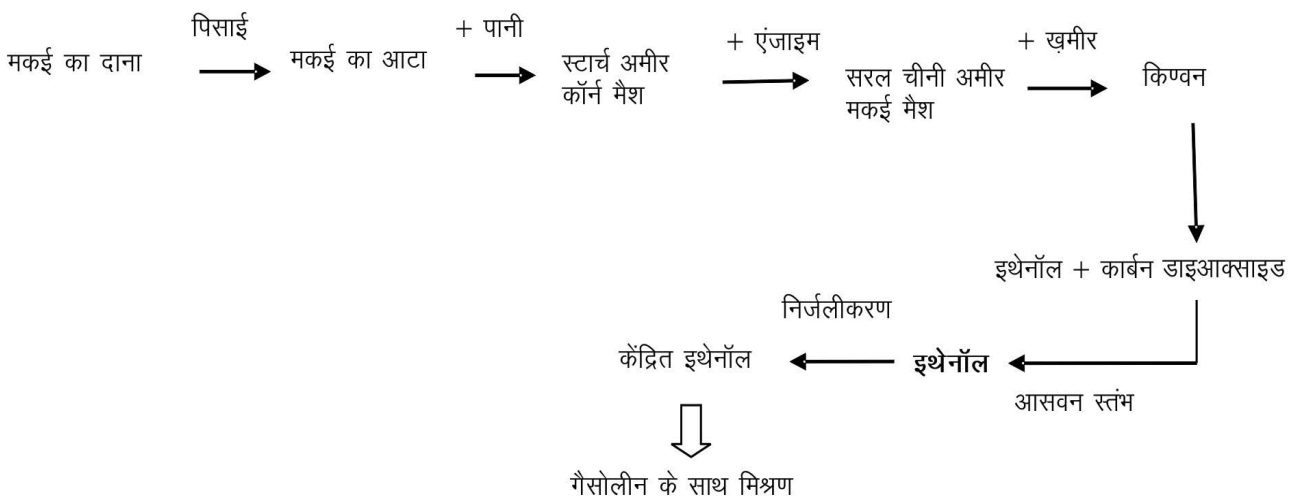 मकई का दाना
पिसाई
मकई का आटा
+ पानी
स्टार्च अमीर
कॉर्न मैश
+ एंजाइम
सरल चीनी अमीर
मकई मैश
+ ख़मीर
किण्वन
इथेनॉल + कार्बन डाइआक्साइड
आसवन स्तंभ
इथेनॉल
निर्जलीकरण
केंद्रित इथेनॉल
गैसोलीन के साथ मिश्रण